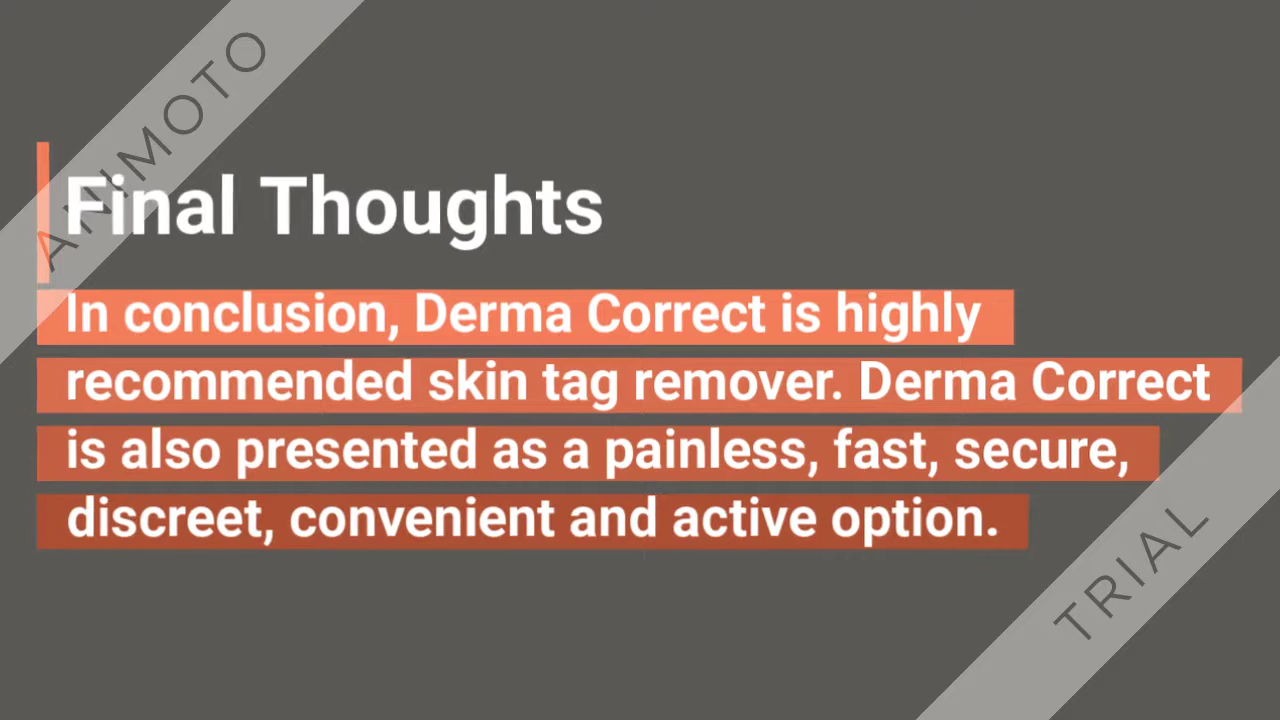 ANIMOTO
Final Thoughts
In conclusion, Derma Correct is highly
recommended skin tag remover. Derma Correct
is also presented as a painless, fast, secure,
discreet, convenient and active option.
TRIAL